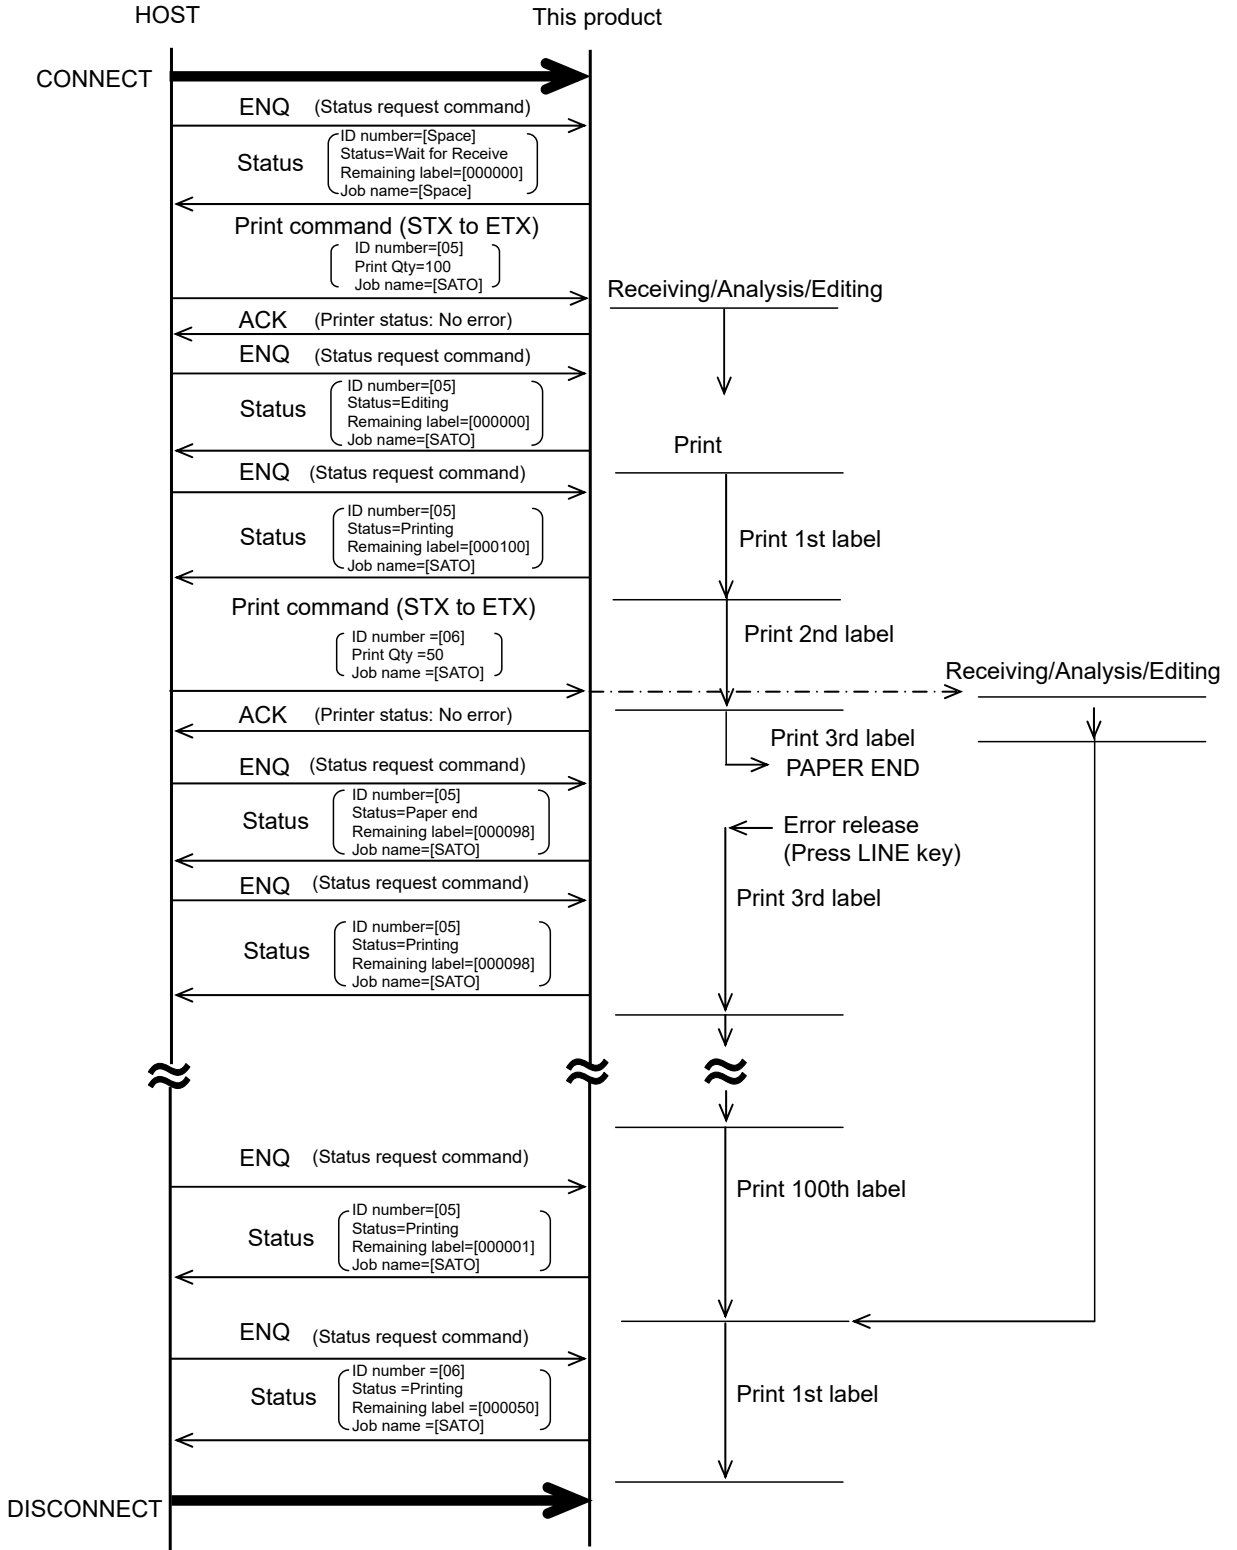 HOST
This product
CONNECT
ENQ (Status request command)
Status
ID number=[Space]
Status=Wait for Receive
Remaining label=[000000]
Job name=[Space]
Print command (STX to ETX)
ID number=[05]
Print Qty=100
Job name=[SATO]
Receiving/Analysis/Editing
ACK (Printer status: No error)
ENQ (Status request command)
Status
ID number=[05]
Status=Editing
Remaining label=[000000]
Job name=[SATO]
Print
ENQ (Status request command)
Status
ID number=[05]
Status=Printing
Remaining label=[000100]
Job name=[SATO]
Print 1st label
Print command (STX to ETX)
ID number =[06]
Print Qty =50
Job name =[SATO]
Print 2nd label
Receiving/Analysis/Editing
ACK (Printer status: No error)
Print 3rd label
PAPER END
ENQ (Status request command)
Status
ID number=[05]
Status=Paper end
Remaining label=[000098]
Job name=[SATO]
Error release
(Press LINE key)
ENQ (Status request command)
Print 3rd label
Status
ID number=[05]
Status=Printing
Remaining label=[000098]
Job name=[SATO]
ENQ (Status request command)
Print 100th label
Status
ID number=[05]
Status=Printing
Remaining label=[000001]
Job name=[SATO]
ENQ (Status request command)
Status
ID number =[06]
Status =Printing
Remaining label =[000050]
Job name =[SATO]
Print 1st label
DISCONNECT